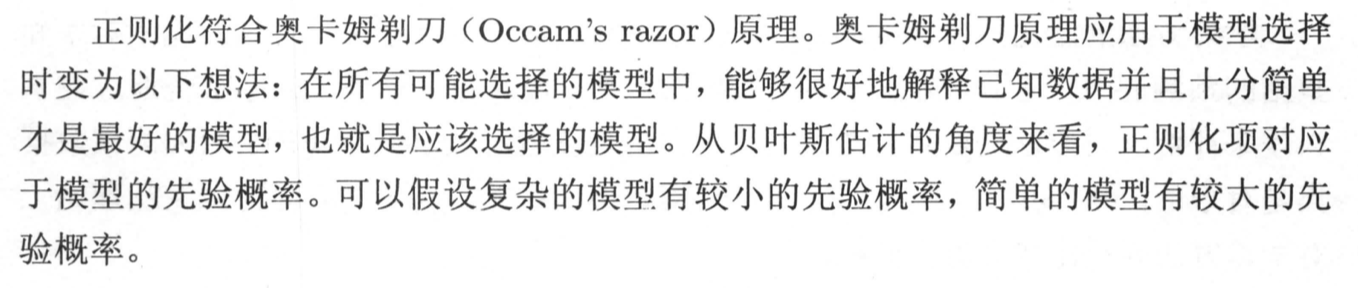 正则化符合奥卡姆剃刀（Occam's razor）原理。奥卡姆剃刀原理应用于模型选择
时变为以下想法：在所有可能选择的模型中，能够很好地解释已知数据并且十分简单
才是最好的模型，也就是应该选择的模型。从贝叶斯估计的角度来看，正则化项对应
于模型的先验概率。可以假设复杂的模型有较小的先验概率，简单的模型有较大的先
验概率。